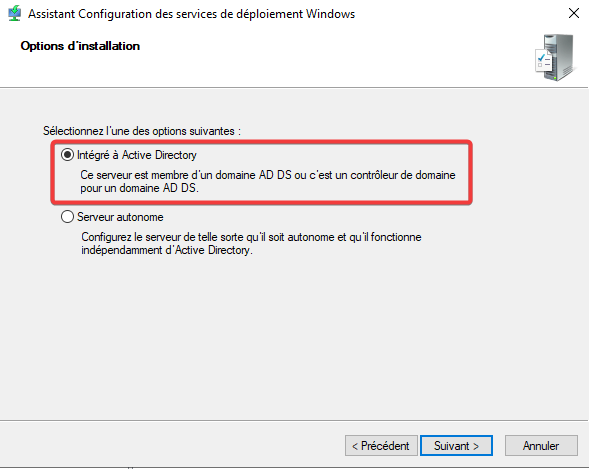 Assistant Configuration des services de déploiement Windows
Options d'installation
Sélectionnez l'une des options suivantes :
Intégré à Active Directory
Ce serveur est membre d'un domaine AD DS ou c'est un contrôleur de domaine
pour un domaine AD DS.
Serveur autonome
Configurez le serveur de telle sorte qu'il soit autonome et qu'il fonctionne
indépendamment d'Active Directory.
< Précédent Suivant > Annuler